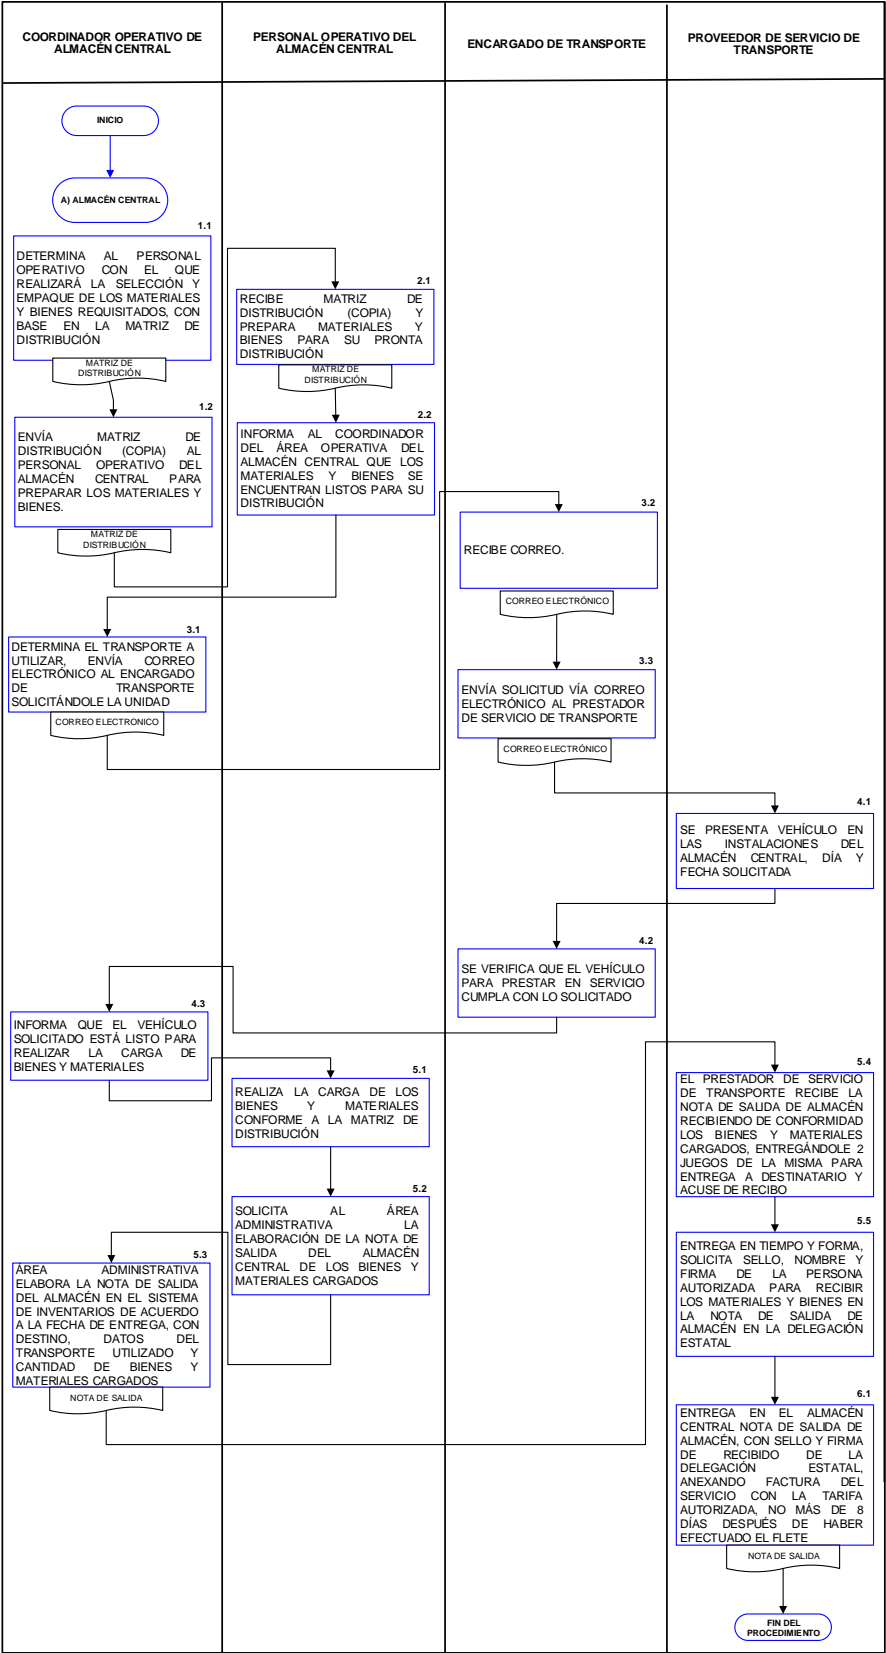 COORDINADOR OPERATIVO DE
ALMACÉN CENTRAL
PERSONAL OPERATIVO DEL
ALMACÉN CENTRAL
ENCARGADO DE TRANSPORTE
PROVEEDOR DE SERVICIO DE
TRANSPORTE
INICIO
A) ALMACÉN CENTRAL
1.1
DETERMINA AL PERSONAL
OPERATIVO CON EL QUE
REALIZARÁ LA SELECCIÓN Y
EMPAQUE DE LOS MATERIALES
Y BIENES REQUISITADOS, CON
BASE EN LA MATRIZ DE
DISTRIBUCIÓN
MATRIZ DE
DISTRIBUCIÓN
1.2
ENVÍA MATRIZ DE
DISTRIBUCIÓN (COPIA) AL
PERSONAL OPERATIVO DEL
ALMACÉN CENTRAL PARA
PREPARAR LOS MATERIALES Y
BIENES.
MATRIZ DE
DISTRIBUCIÓN
2.1
RECIBE MATRIZ DE
DISTRIBUCIÓN (COPIA) Y
PREPARA MATERIALES Y
BIENES PARA SU PRONTA
DISTRIBUCIÓN
MATRIZ DE
DISTRIBUCIÓN
2.2
INFORMA AL COORDINADOR
DEL ÁREA OPERATIVA DEL
ALMACÉN CENTRAL QUE LOS
MATERIALES Y BIENES SE
ENCUENTRAN LISTOS PARA SU
DISTRIBUCIÓN
3.1
DETERMINA EL TRANSPORTE A
UTILIZAR, ENVÍA CORREO
ELECTRÓNICO AL ENCARGADO
DE TRANSPORTE
SOLICITÁNDOLE LA UNIDAD
CORREO ELECTRONICO
3.2
RECIBE CORREO.
CORREO ELECTRÓNICO
3.3
ENVÍA SOLICITUD VÍA CORREO
ELECTRÓNICO AL PRESTADOR
DE SERVICIO DE TRANSPORTE
CORREO ELECTRÓNICO
4.1
SE PRESENTA VEHÍCULO EN
LAS INSTALACIONES DEL
ALMACÉN CENTRAL, DÍA Y
FECHA SOLICITADA
4.2
SE VERIFICA QUE EL VEHÍCULO
PARA PRESTAR EN SERVICIO
CUMPLA CON LO SOLICITADO
4.3
INFORMA QUE EL VEHÍCULO
SOLICITADO ESTÁ LISTO PARA
REALIZAR LA CARGA DE
BIENES Y MATERIALES
5.1
REALIZA LA CARGA DE LOS
BIENES Y MATERIALES
CONFORME A LA MATRIZ DE
DISTRIBUCIÓN
5.2
SOLICITA AL ÁREA
ADMINISTRATIVA LA
ELABORACIÓN DE LA NOTA DE
SALIDA DEL ALMACÉN
CENTRAL DE LOS BIENES Y
MATERIALES CARGADOS
5.3
ÁREA ADMINISTRATIVA
ELABORA LA NOTA DE SALIDA
DEL ALMACÉN EN EL SISTEMA
DE INVENTARIOS DE ACUERDO
A LA FECHA DE ENTREGA, CON
DESTINO, DATOS DEL
TRANSPORTE UTILIZADO Y
CANTIDAD DE BIENES Y
MATERIALES CARGADOS
NOTA DE SALIDA
5.4
EL PRESTADOR DE SERVICIO
DE TRANSPORTE RECIBE LA
NOTA DE SALIDA DE ALMACÉN
RECIBIENDO DE CONFORMIDAD
LOS BIENES Y MATERIALES
CARGADOS, ENTREGÁNDOLE 2
JUEGOS DE LA MISMA PARA
ENTREGA A DESTINATARIO Y
ACUSE DE RECIBO
5.5
ENTREGA EN TIEMPO Y FORMA,
SOLICITA SELLO, NOMBRE Y
FIRMA DE LA PERSONA
AUTORIZADA PARA RECIBIR
LOS MATERIALES Y BIENES EN
LA NOTA DE SALIDA DE
ALMACÉN EN LA DELEGACIÓN
ESTATAL
6.1
ENTREGA EN EL ALMACÉN
CENTRAL NOTA DE SALIDA DE
ALMACÉN, CON SELLO Y FIRMA
DE RECIBIDO DE LA
DELEGACIÓN ESTATAL,
ANEXANDO FACTURA DEL
SERVICIO CON LA TARIFA
AUTORIZADA, NO MÁS DE 8
DÍAS DESPUÉS DE HABER
EFECTUADO EL FLETE
NOTA DE SALIDA
FIN DEL
PROCEDIMIENTO